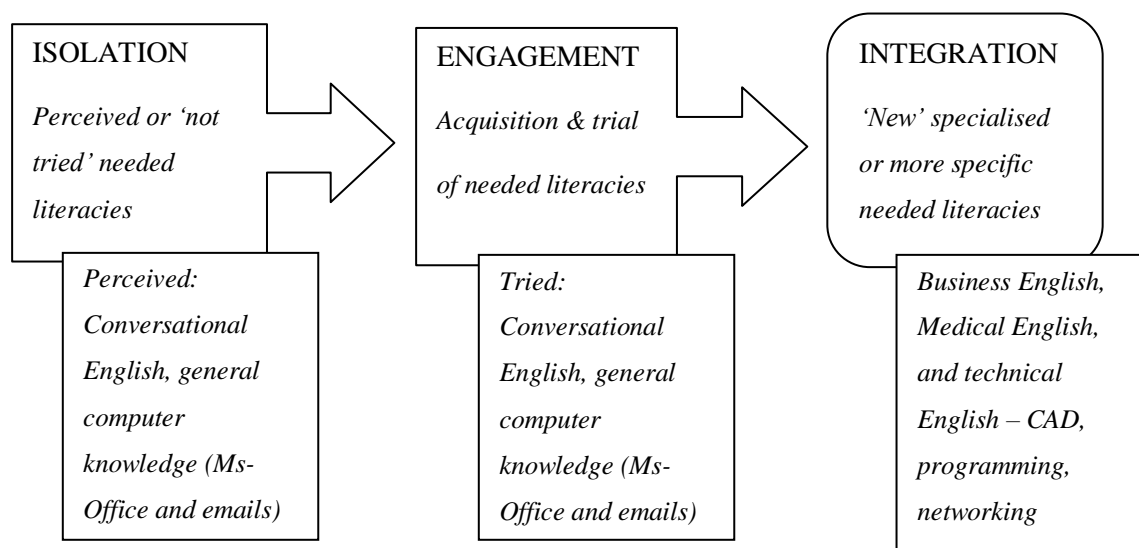 ISOLATION
Perceived or ‘not
tried’ needed
literacies
Perceived:
Conversational
English, general
computer
knowledge (Ms-
Office and emails)
ENGAGEMENT
Acquisition & trial
of needed literacies
Tried:
Conversational
English, general
computer
knowledge (Ms-
Office and emails)
INTEGRATION
‘New’ specialised
or more specific
needed literacies
Business English,
Medical English,
and technical
English – CAD,
programming,
networking